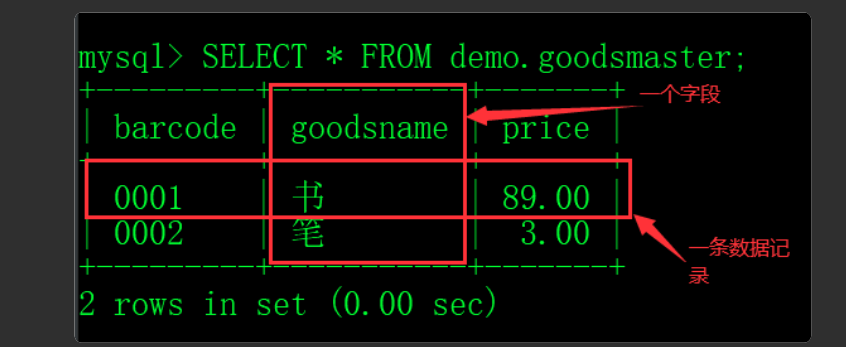 mysql> SELECT * FROM demo.goodsmaster;
一个字段
barcode goodsname price
0001 书 89.00
0002 笔 3.00
一条数据记
录
2 rows in set (0.00 sec)